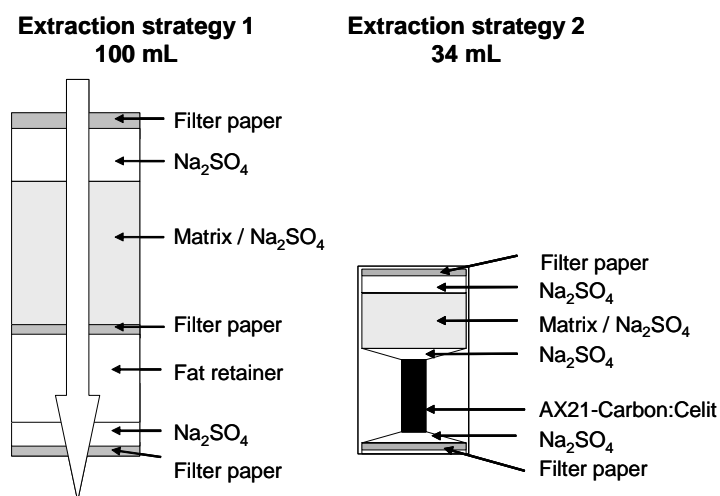 Extraction strategy 1
100 mL
Filter paper
Na₂SO₄
Matrix / Na₂SO₄
Filter paper
Fat retainer
Na₂SO₄
Filter paper
Extraction strategy 2
34 mL
Filter paper
Na₂SO₄
Matrix / Na₂SO₄
Na₂SO₄
AX21-Carbon:Celit
Na₂SO₄
Filter paper